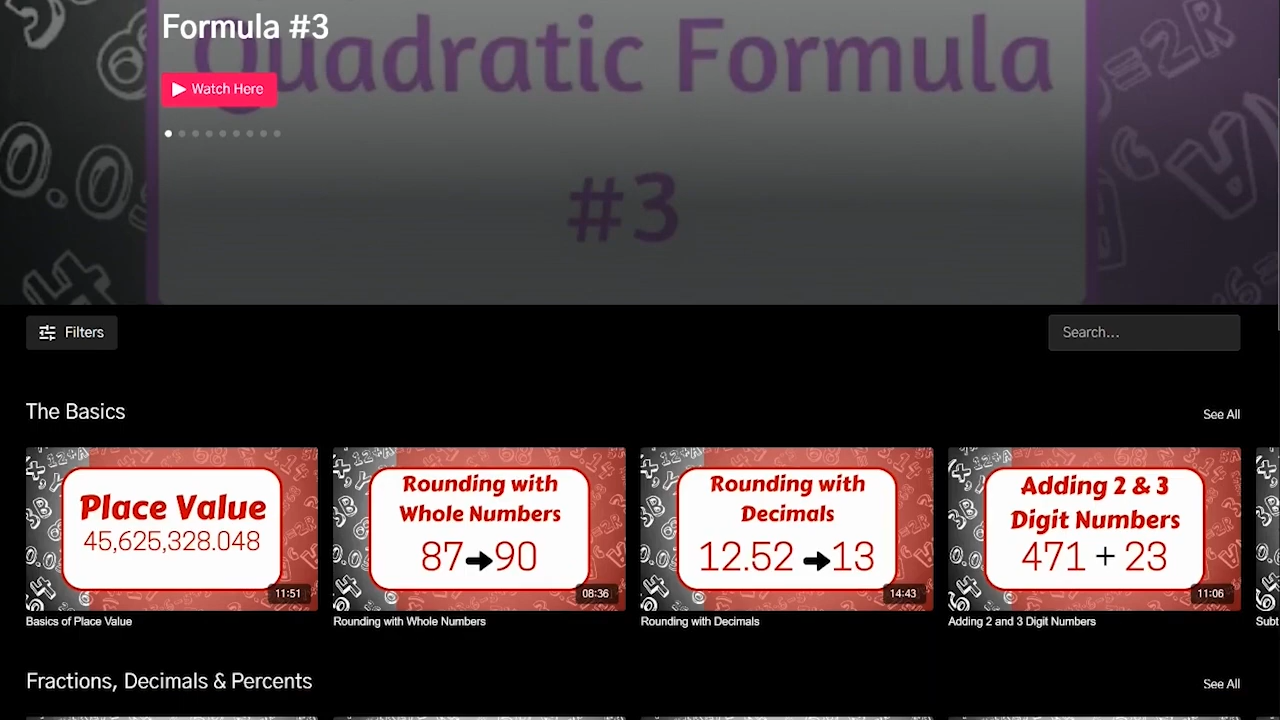 Formula #3
Quadratic Formula
Watch Here
#3
Filters
Search...
The Basics
See All
Place Value
45,625,328.048
11:51
Rounding with
Whole Numbers
87➡90
08:36
Rounding with
Decimals
12.52 ➡13
14:43
Adding 2 & 3
Digit Numbers
471 + 23
11:06
Basics of Place Value
Rounding with Whole Numbers
Rounding with Decimals
Adding 2 and 3 Digit Numbers
Subt
Fractions, Decimals & Percents
See All